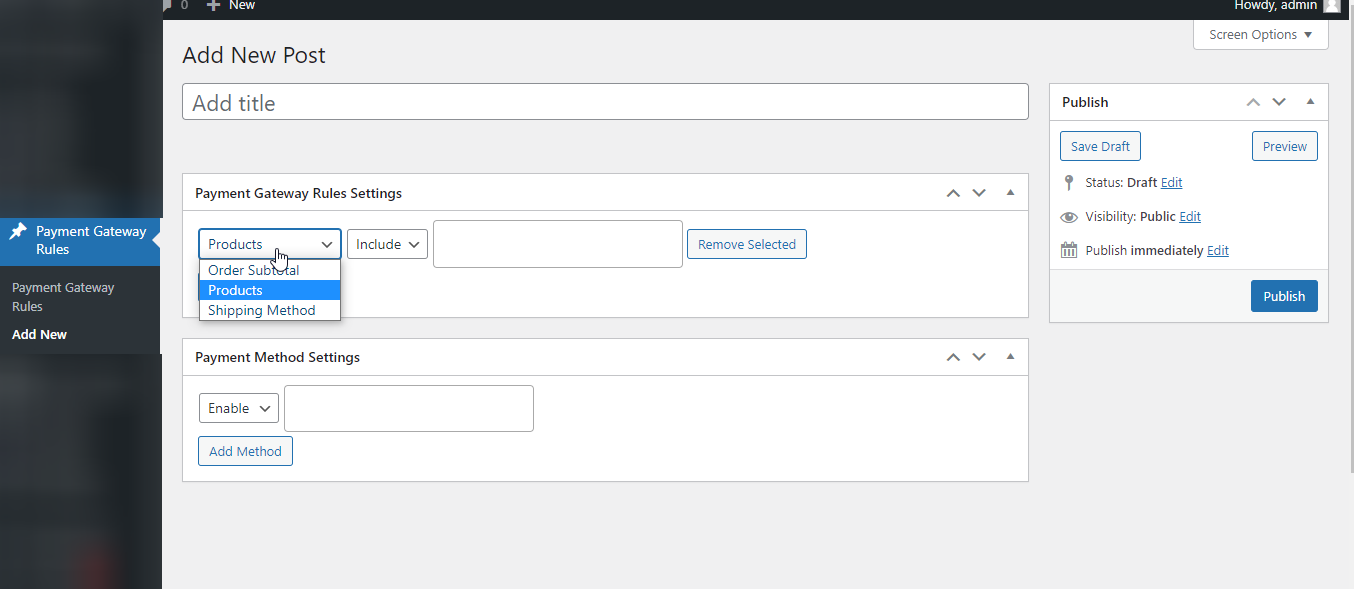 0 New
Howdy, admin
Screen Options ▼
Add New Post
Add title
Payment Gateway
Rules
Payment Gateway
Rules
Add New
Payment Gateway Rules Settings
Products
Include
Remove Selected
Order Subtotal
Products
Shipping Method
Payment Method Settings
Enable
Add Method
Publish
Save Draft
Preview
Status: Draft Edit
Visibility: Public Edit
Publish immediately Edit
Publish